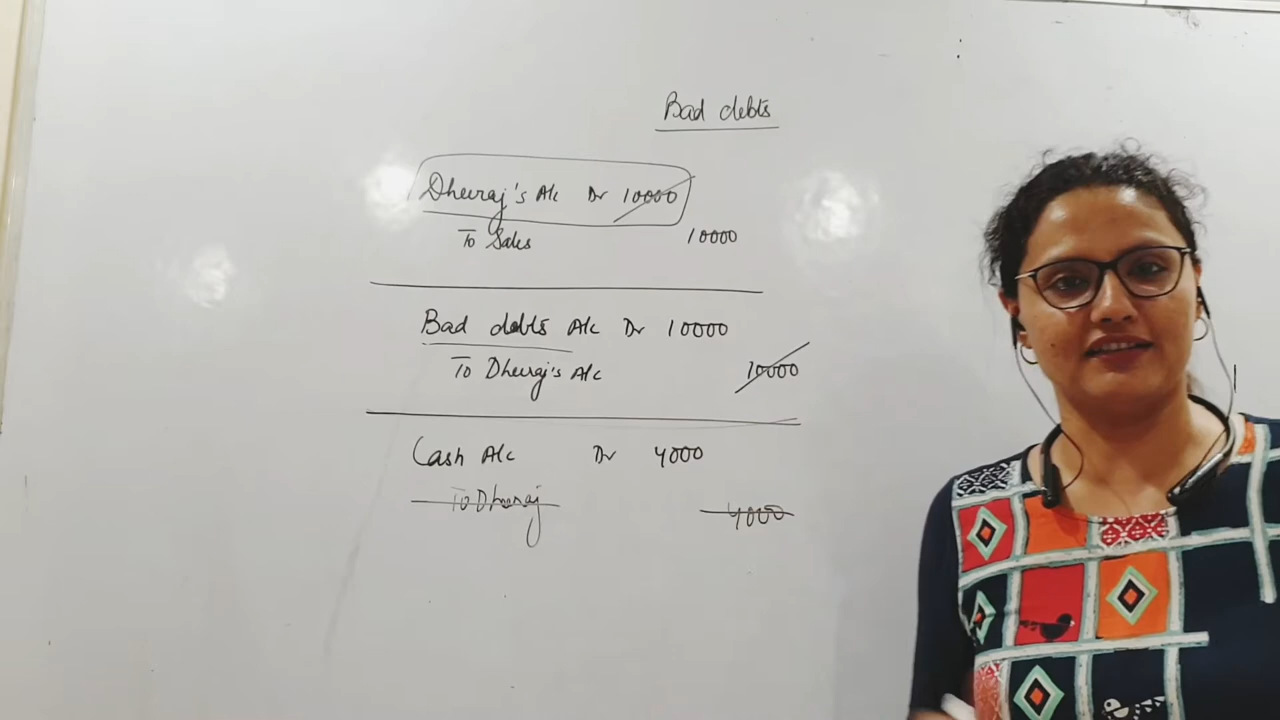 Bad debts
Dheeraj's A/c Dr 10000
To Sales 10000
Bad debts A/c Dr 10000
To Dheeraj's A/c 10000
Cash A/c Dr 4000
To Dheeraj 4000